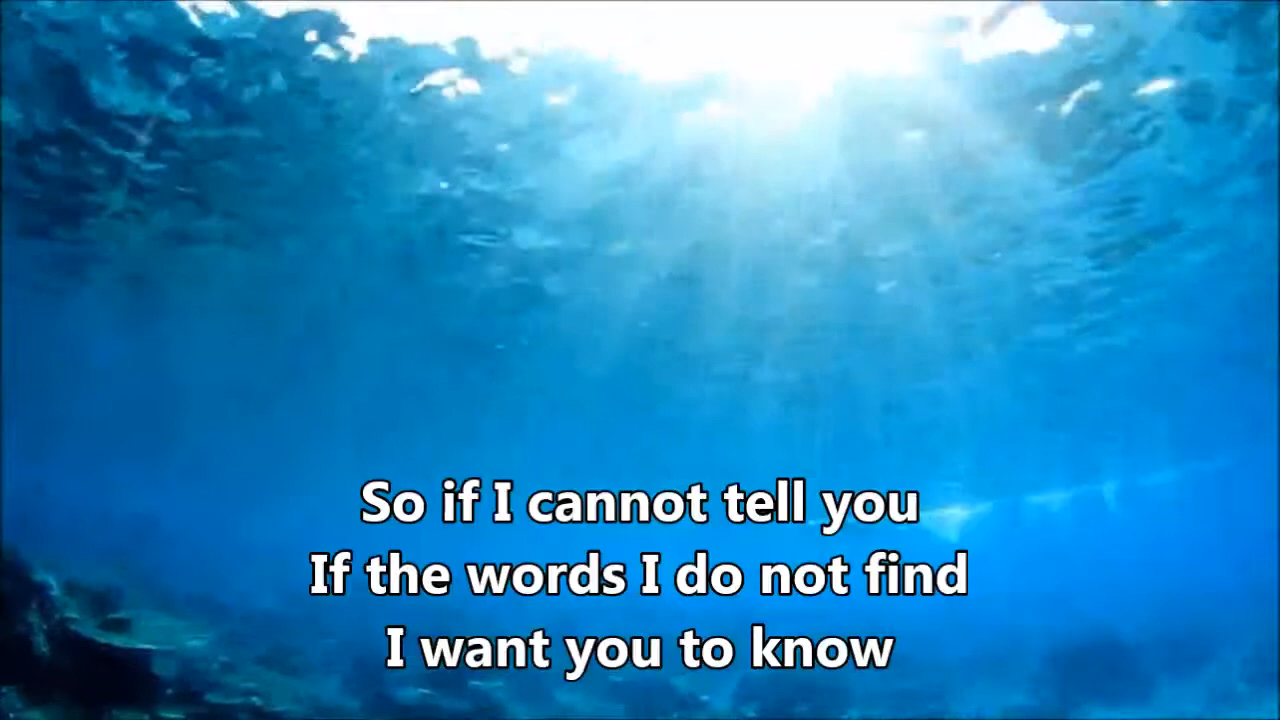 So if I cannot tell you
If the words I do not find
I want you to know